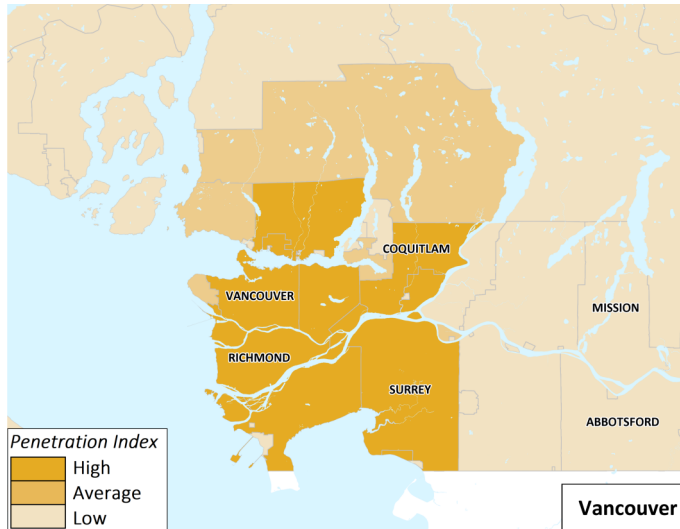 COQUITLAM
VANCOUVER
MISSION
RICHMOND
SURREY
ABBOTSFORD
Penetration Index
High
Average
Low
Vancouver